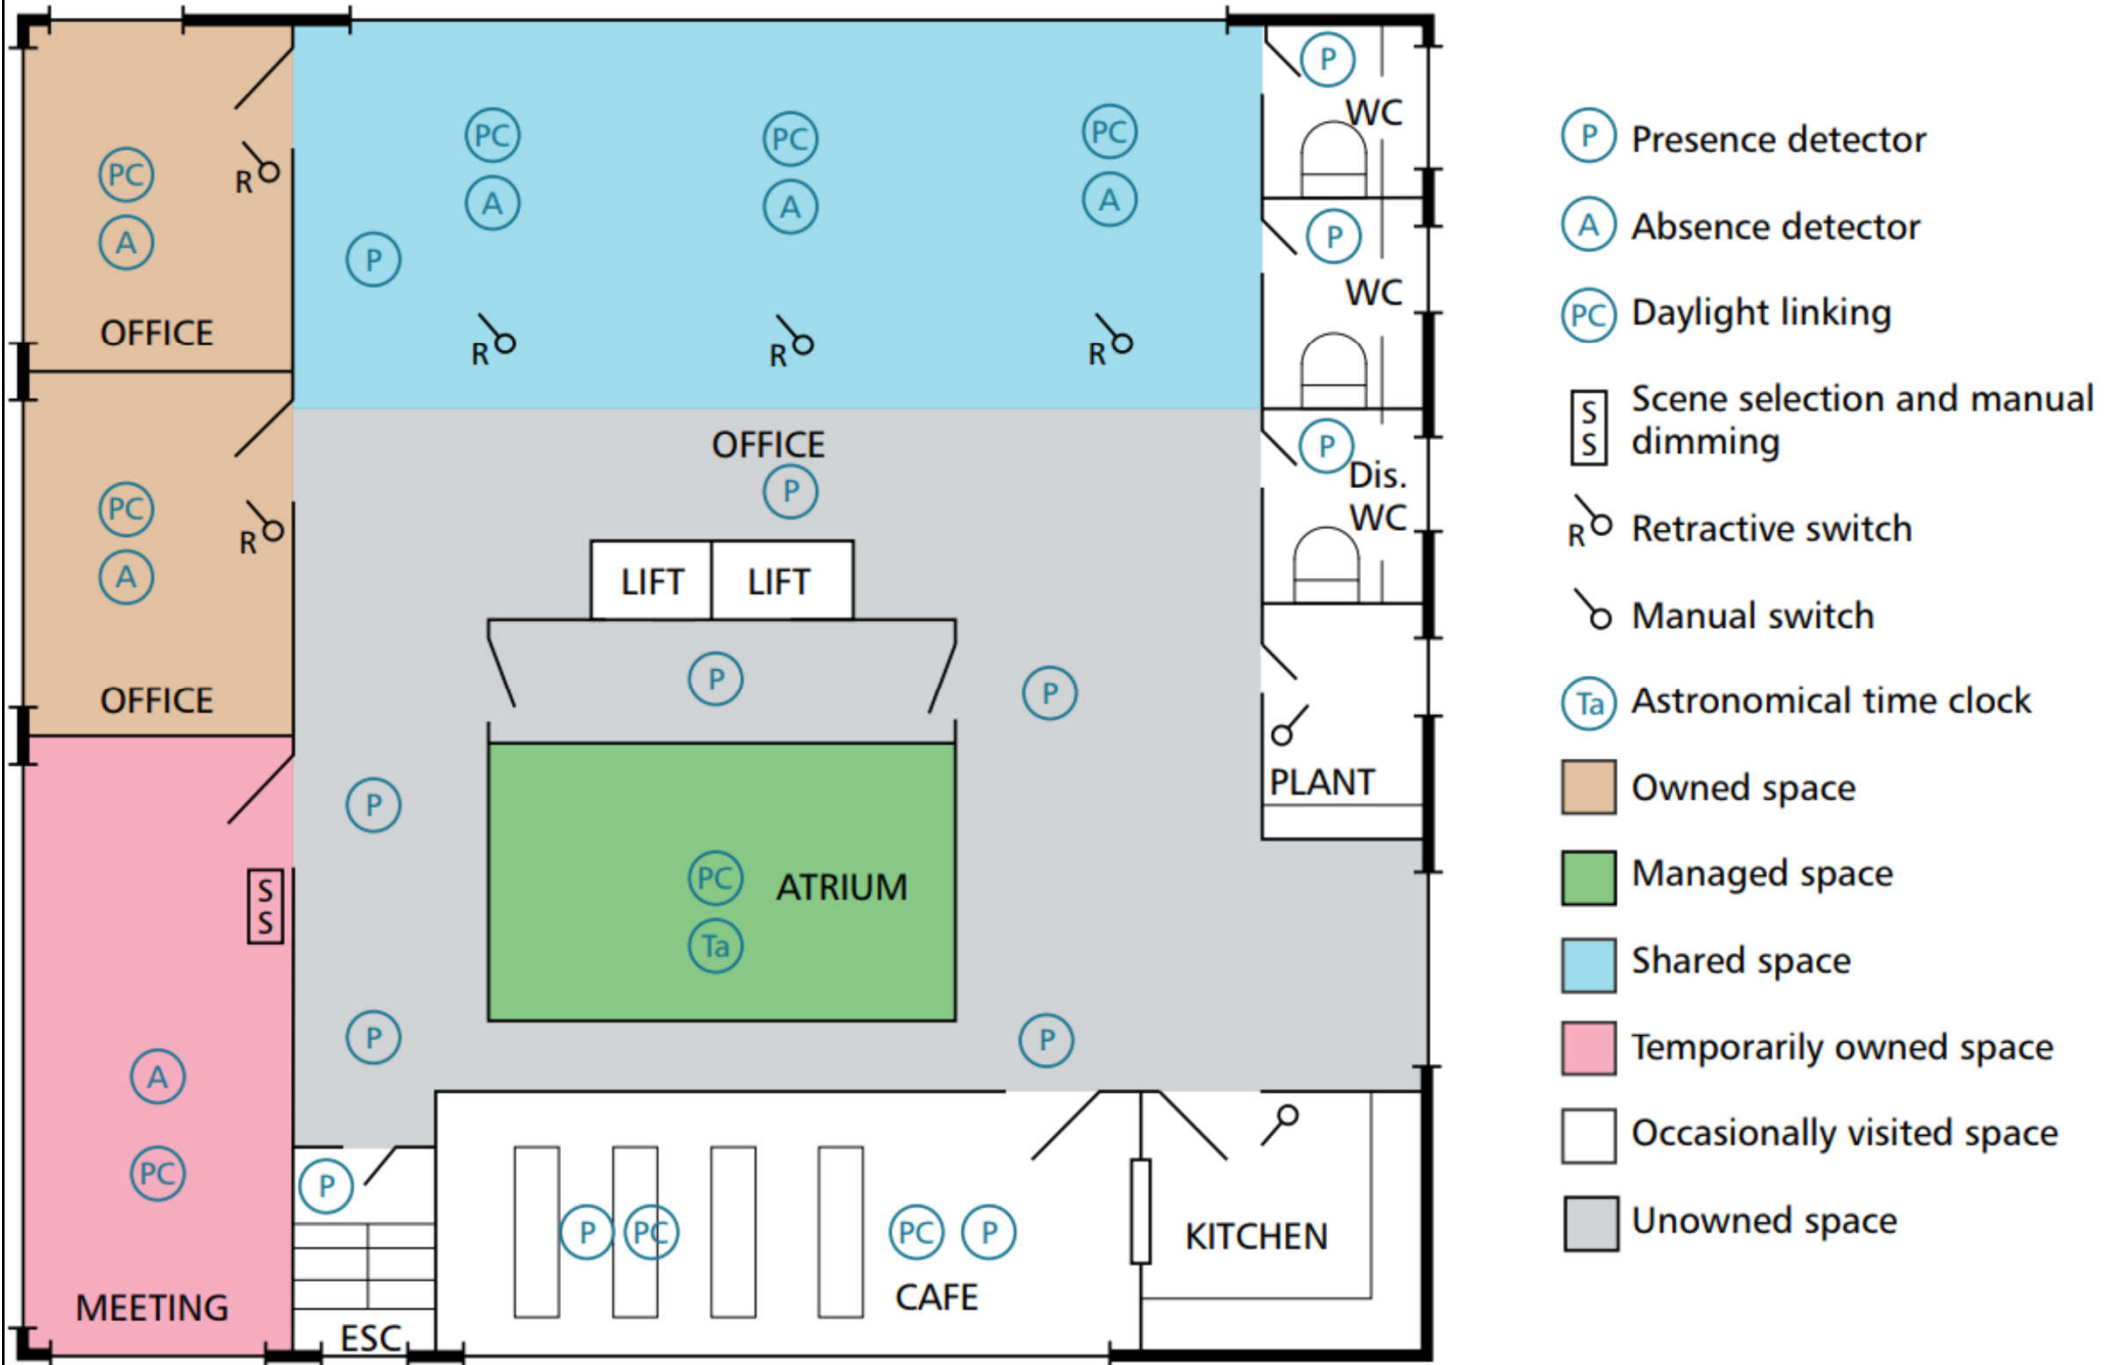 P
WC
PC
PC
PC
PC
R
A
A
A
A
P
P
WC
OFFICE
R
R
R
OFFICE
P
Dis.
WC
P
PC
R
A
LIFT
LIFT
P
P
OFFICE
PLANT
P
S
S
PC
ATRIUM
Ta
P
P
A
PC
P
P
PC
PC
P
KITCHEN
CAFE
MEETING
ESC
P
Presence detector
A
Absence detector
PC
Daylight linking
S
S
Scene selection and manual
dimming
R
Retractive switch
Manual switch
Ta
Astronomical time clock
Owned space
Managed space
Shared space
Temporarily owned space
Occasionally visited space
Unowned space